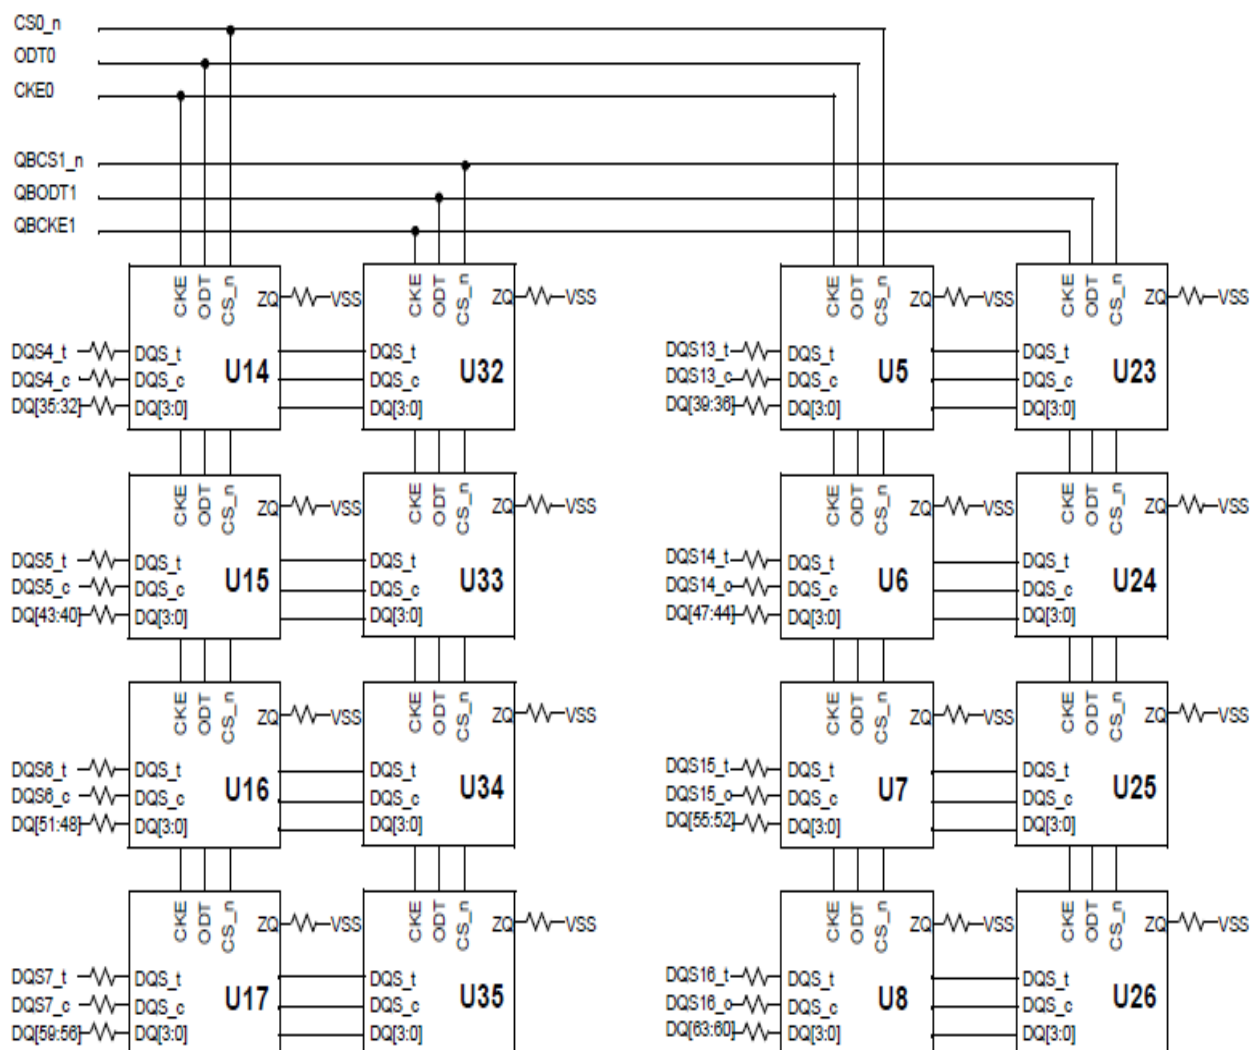 CS0_n
ODT0
CKE0
QBCS1_n
QBODT1
QBCKE1
CKE ODT CS_n ZQ VSS CKE ODT CS_n ZQ VSS CKE ODT CS_n ZQ VSS CKE ODT CS_n ZQ VSS
DQS4_t DQS_t DQS_t DQS13_t DQS_t DQS_t
DQS4_c DQS_c U14 DQS_c U32 DQS13_c DQS_c U5 DQS_c U23
DQ[35:32] DQ[3:0] DQ[3:0] DQ[39:36] DQ[3:0] DQ[3:0]
CKE ODT CS_n ZQ VSS CKE ODT CS_n ZQ VSS CKE ODT CS_n ZQ VSS CKE ODT CS_n ZQ VSS
DQS5_t DQS_t DQS_t DQS14_t DQS_t DQS_t
DQS5_c DQS_c U15 DQS_c U33 DQS14_c DQS_c U6 DQS_c U24
DQ[43:40] DQ[3:0] DQ[3:0] DQ[47:44] DQ[3:0] DQ[3:0]
CKE ODT CS_n ZQ VSS CKE ODT CS_n ZQ VSS CKE ODT CS_n ZQ VSS CKE ODT CS_n ZQ VSS
DQS6_t DQS_t DQS_t DQS15_t DQS_t DQS_t
DQS6_c DQS_c U16 DQS_c U34 DQS15_c DQS_c U7 DQS_c U25
DQ[51:48] DQ[3:0] DQ[3:0] DQ[55:52] DQ[3:0] DQ[3:0]
CKE ODT CS_n ZQ VSS CKE ODT CS_n ZQ VSS CKE ODT CS_n ZQ VSS CKE ODT CS_n ZQ VSS
DQS7_t DQS_t DQS_t DQS16_t DQS_t DQS_t
DQS7_c DQS_c U17 DQS_c U35 DQS16_c DQS_c U8 DQS_c U26
DQ[59:56] DQ[3:0] DQ[3:0] DQ[63:60] DQ[3:0] DQ[3:0]